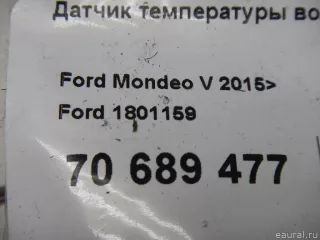 Датчик температуры во
Ford Mondeo V 2015>
Ford 1801159
70 689 477
eaural.ru